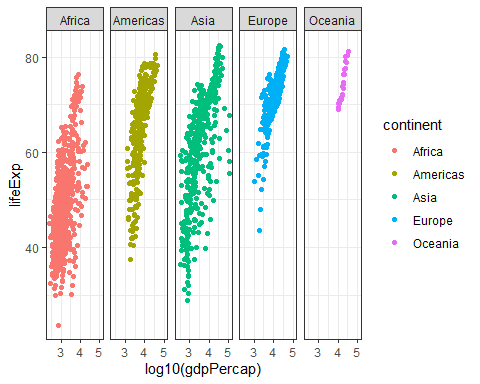 Africa Americas Asia Europe Oceania
80
60
40
lifeExp
3 4 5 3 4 5 3 4 5 3 4 5 3 4 5
log10(gdpPercap)
continent
Africa
Americas
Asia
Europe
Oceania